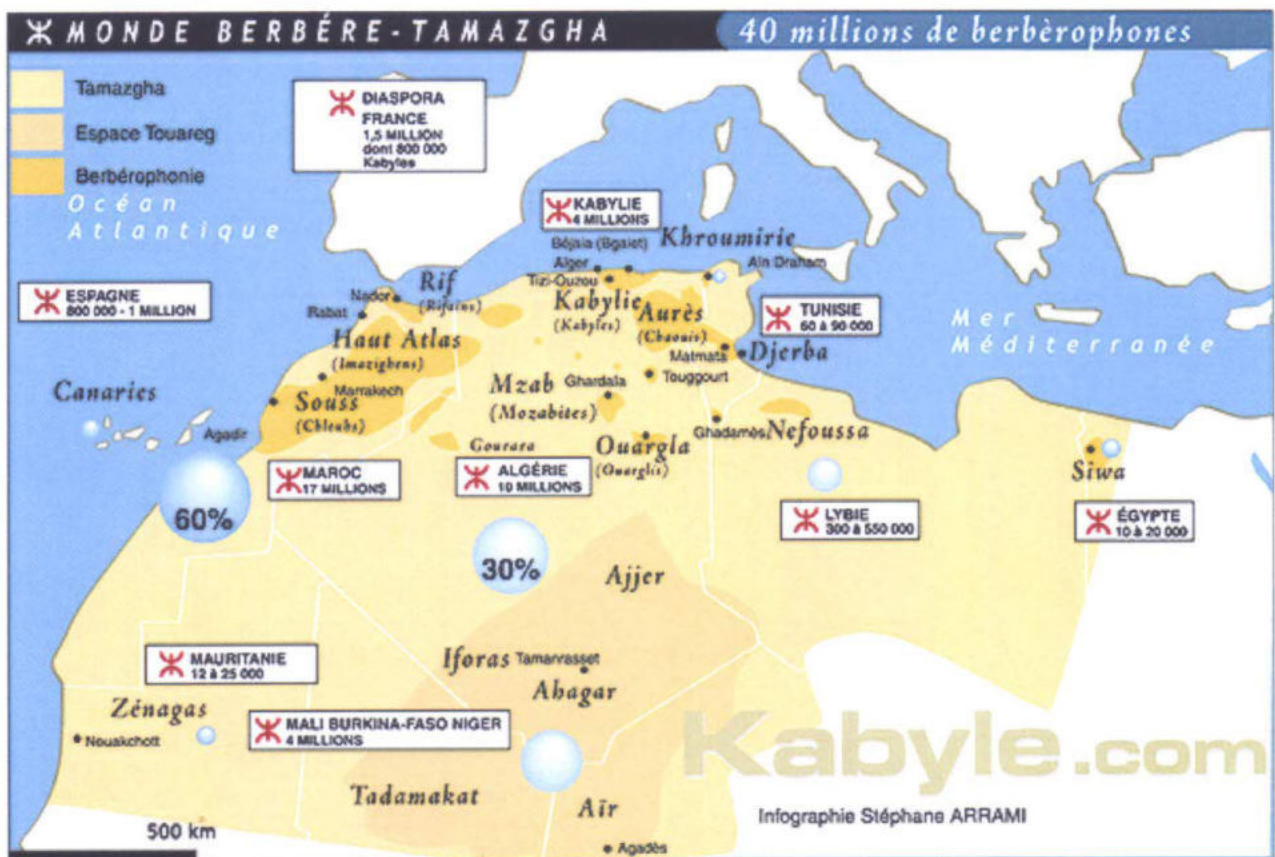 ⵣ MONDE BERBÉRE-TAMAZGHA
40 millions de berbèrophones
Tamazgha
Espace Touareg
Berbérophonie
Océan
Atlantique
ⵣ DIASPORA
FRANCE
1,5 MILLION
dont 800 000
Kabyles
ⵣ KABYLIE
4 MILLIONS
Béjaia (Bgaiet)
Khroumirie
Alger
Aïn Draham
Tizi-Ouzou
ⵣ ESPAGNE
800 000 - 1 MILLION
Nador
Rif
(Rifains)
Rabat
Kabylie
(Kabyles)
Aurès
(Chaouis)
ⵣ TUNISIE
60 à 90 000
Mer
Méditerranée
Haut Atlas
(Imazighens)
Matmata
Djerba
Marrakech
Mzab
(Mozabites)
Ghardala
Touggourt
Canaries
Souss
(Chleuhs)
Agadir
Gourara
Ouargla
(Ouarglis)
Ghadamès
Nefoussa
Siwa
ⵣ MAROC
17 MILLIONS
ⵣ ALGÉRIE
10 MILLIONS
60%
30%
ⵣ LYBIE
300 à 550 000
ⵣ ÉGYPTE
10 à 20 000
Ajjer
ⵣ MAURITANIE
12 à 25 000
Iforas
Tamanrasset
Ahagar
Zénagas
Nouakchott
ⵣ MALI BURKINA-FASO NIGER
4 MILLIONS
Kabyle.com
Tadamakat
Aïr
Infographie Stéphane ARRAMI
500 km
Agadès